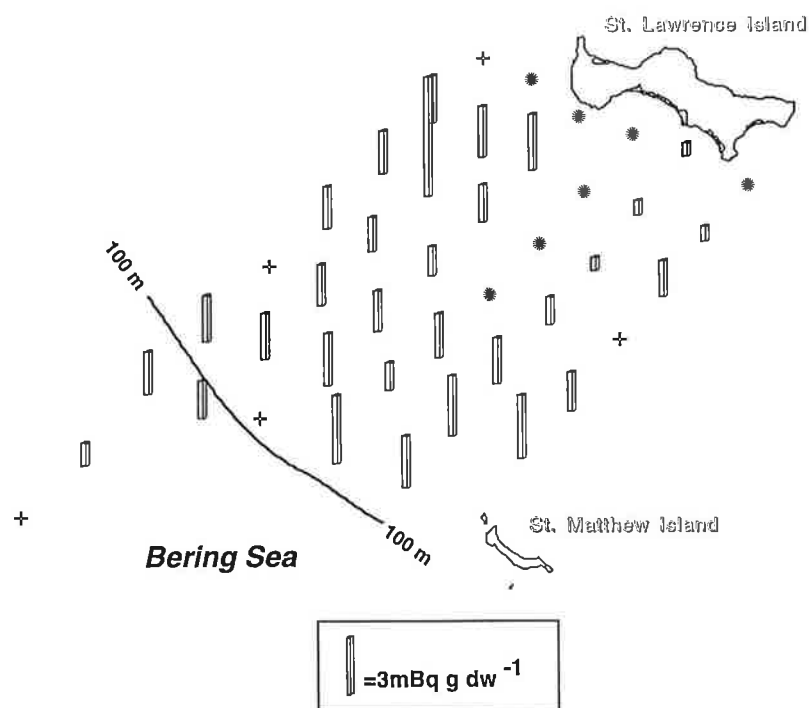 St. Lawrence Island
100 m
100 m
St. Matthew Island
Bering Sea
=3mBq g dw -1